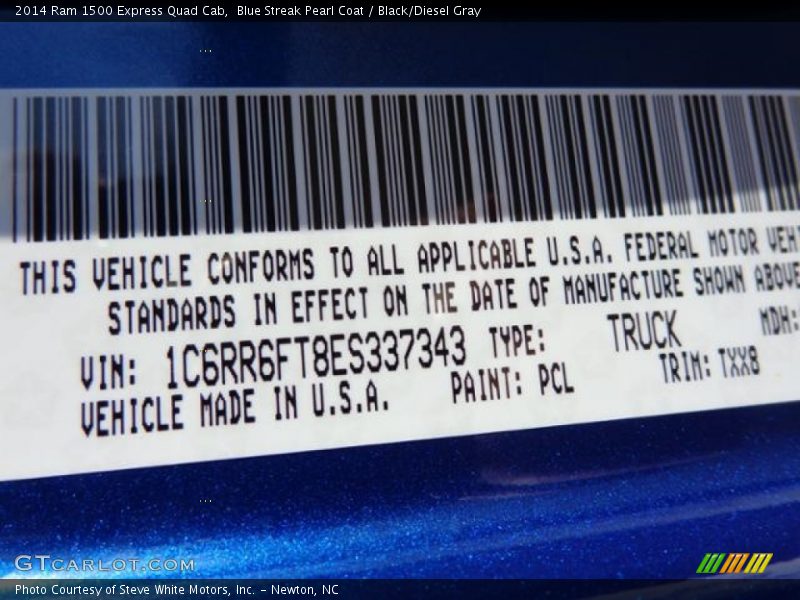 2014 Ram 1500 Express Quad Cab,  Blue Streak Pearl Coat / Black/Diesel Gray
THIS VEHICLE CONFORMS TO ALL APPLICABLE U.S.A. FEDERAL MOTOR VEH
STANDARDS IN EFFECT ON THE DATE OF MANUFACTURE SHOWN ABOVE
VIN: 1C6RR6FT8ES337343 TYPE: TRUCK MDH:
VEHICLE MADE IN U.S.A. PAINT: PCL TRIM: TXX8
GTCARLOT.COM
Photo Courtesy of Steve White Motors, Inc. – Newton, NC